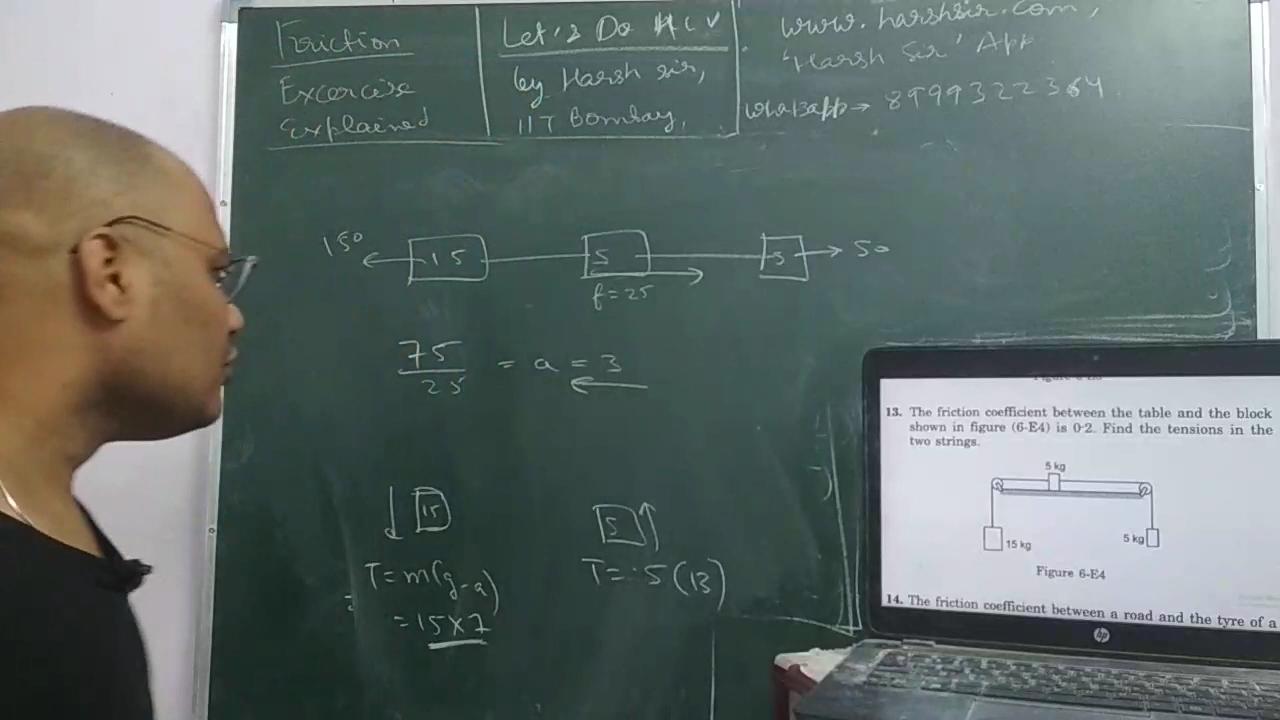 Friction
Excercise
Explained
Let's Do HCV
by Harsh sir,
IIT Bombay,
www.harshsir.com,
'Harsh Sir' App
Whatsapp → 8999322364
150
15
5
5
50
f=25
75/25 = a = 3
15
5
T=m(g-a)
= 15×7
T= 5(13)
13. The friction coefficient between the table and the block
shown in figure (6-E4) is 0·2. Find the tensions in the
two strings.
5 kg
15 kg
5 kg
Figure 6-E4
14. The friction coefficient between a road and the tyre of a
hp